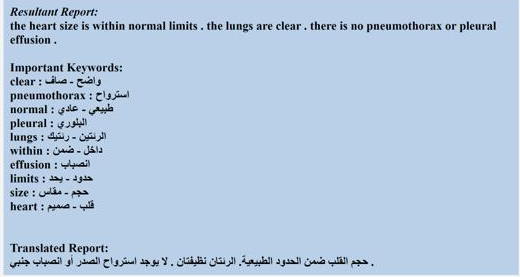 Resultant Report:
the heart size is within normal limits . the lungs are clear . there is no pneumothorax or pleural
effusion .
Important Keywords:
clear : واضح - صاف
pneumothorax : استرواح
normal : طبيعي - عادي
pleural : البلوري
lungs : الرئتين - رئتيك
within : داخل - ضمن
effusion : انصباب
limits : حدود - يحد
size : حجم - مقاس
heart : قلب - صميم
Translated Report:
حجم القلب ضمن الحدود الطبيعية. الرئتان نظيفتان . لا يوجد استرواح الصدر أو انصباب جنبي .